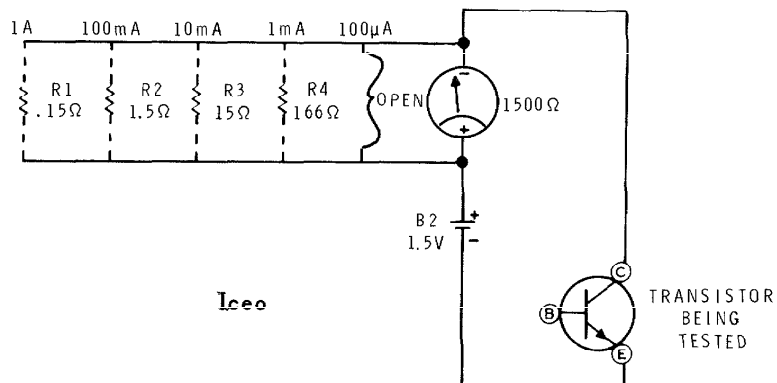 1A 100mA 10mA 1mA 100μA
R1 .15Ω
R2 1.5Ω
R3 15Ω
R4 166Ω
OPEN
-
+
1500Ω
B2 1.5V
+
-
Iceo
C
B
E
TRANSISTOR
BEING
TESTED